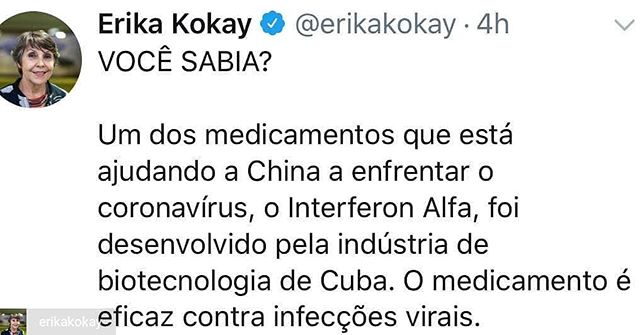 Erika Kokay @erikakokay · 4h
VOCÊ SABIA?
Um dos medicamentos que está
ajudando a China a enfrentar o
coronavírus, o Interferon Alfa, foi
desenvolvido pela indústria de
biotecnologia de Cuba. O medicamento é
eficaz contra infecções virais.
erikakokay